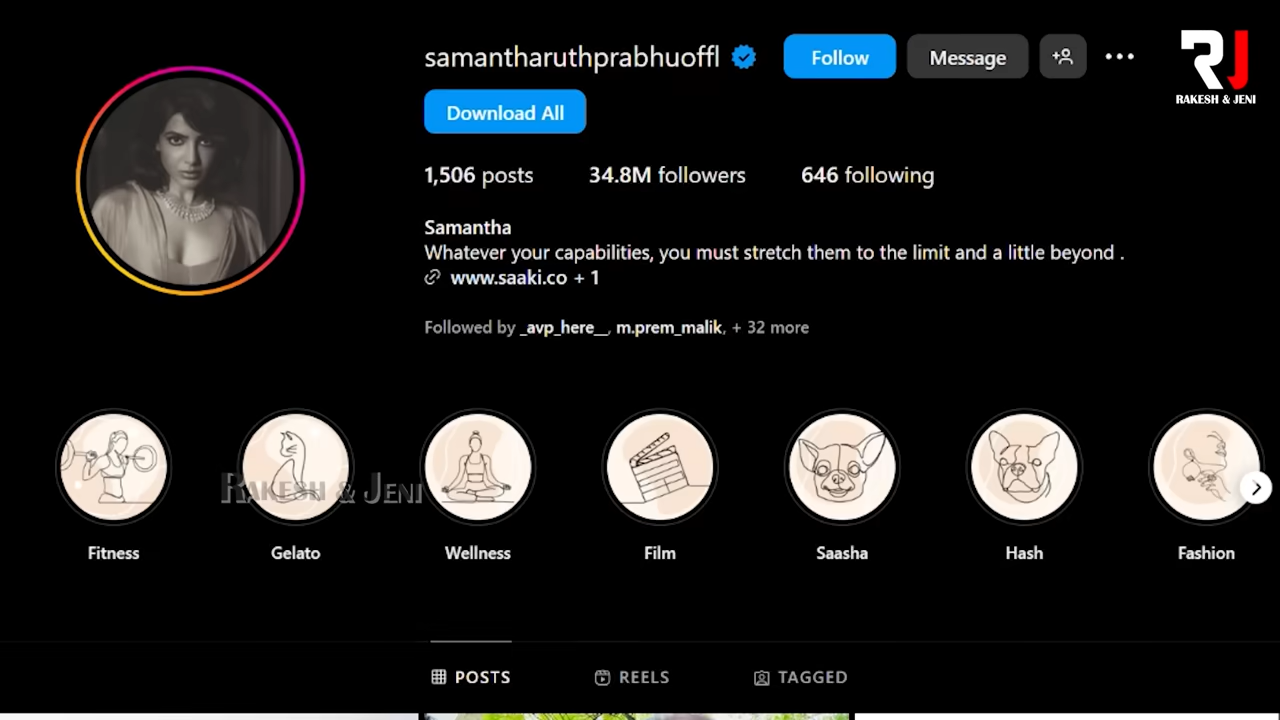 samantharuthprabhuoffl
Follow
Message
RJ
RAKESH & JENI
Download All
1,506 posts
34.8M followers
646 following
Samantha
Whatever your capabilities, you must stretch them to the limit and a little beyond .
www.saaki.co + 1
Followed by _avp_here__, m.prem_malik, + 32 more
RAKESH & JENI
Fitness
Gelato
Wellness
Film
Saasha
Hash
Fashion
POSTS
REELS
TAGGED